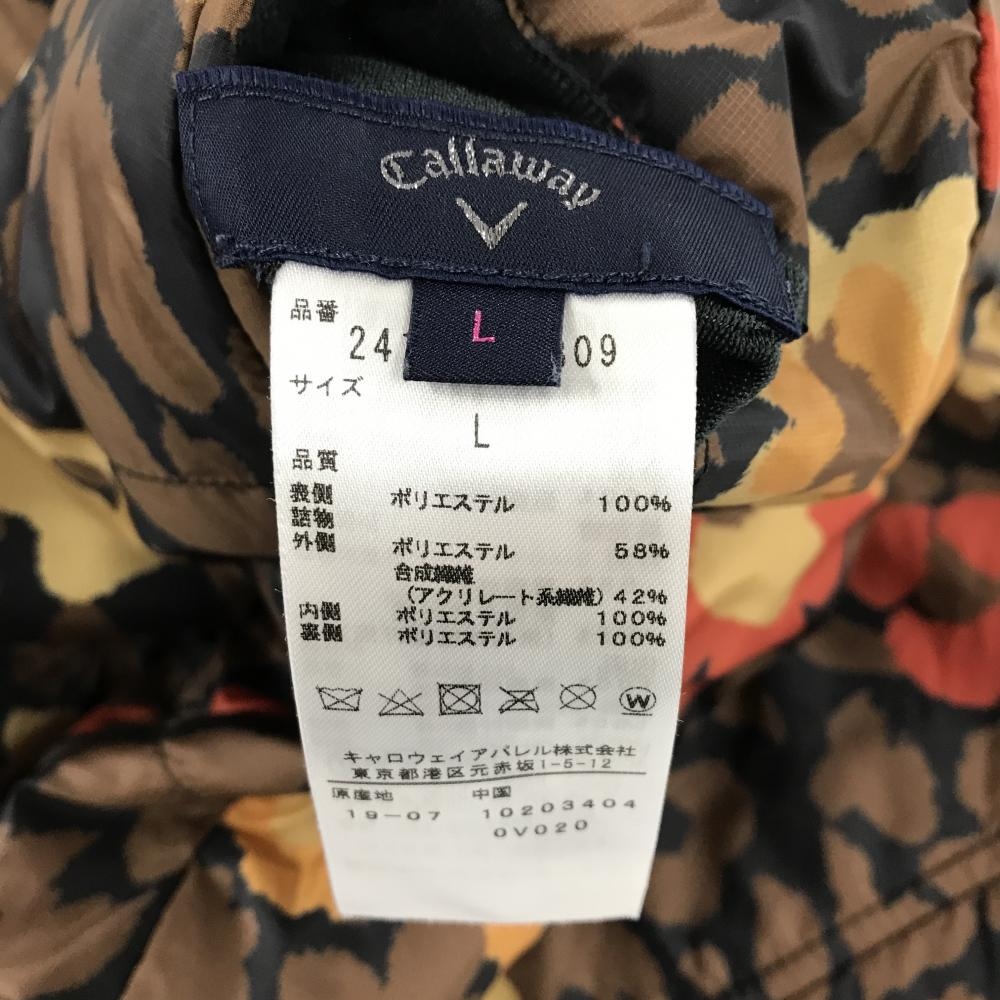 Callaway
L
品番
24 09
サイズ
L
品質
表側 ポリエステル 100%
詰物
外側 ポリエステル 58%
合成繊維
(アクリレート系繊維) 42%
内側 ポリエステル 100%
裏側 ポリエステル 100%
W
キャロウェイアパレル株式会社
東京都港区元赤坂1-5-12
原産地 中国
19-07 10203404
0V020